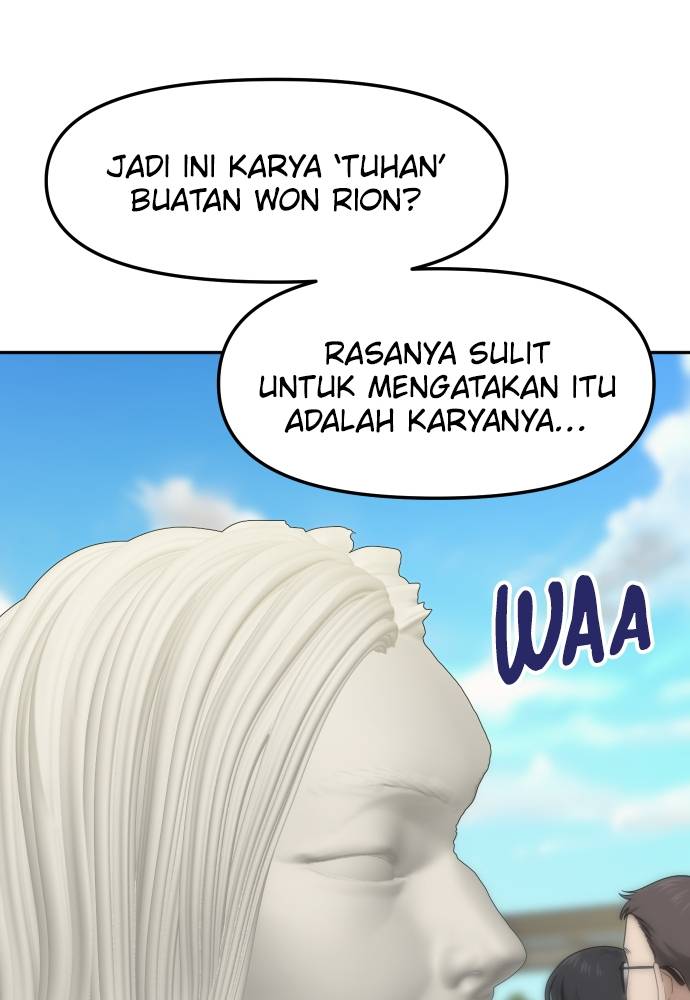 JADI INI KARYA ‘TUHAN’
BUATAN WON RION?
RASANYA SULIT
UNTUK MENGATAKAN ITU
ADALAH KARYANYA...
WAA